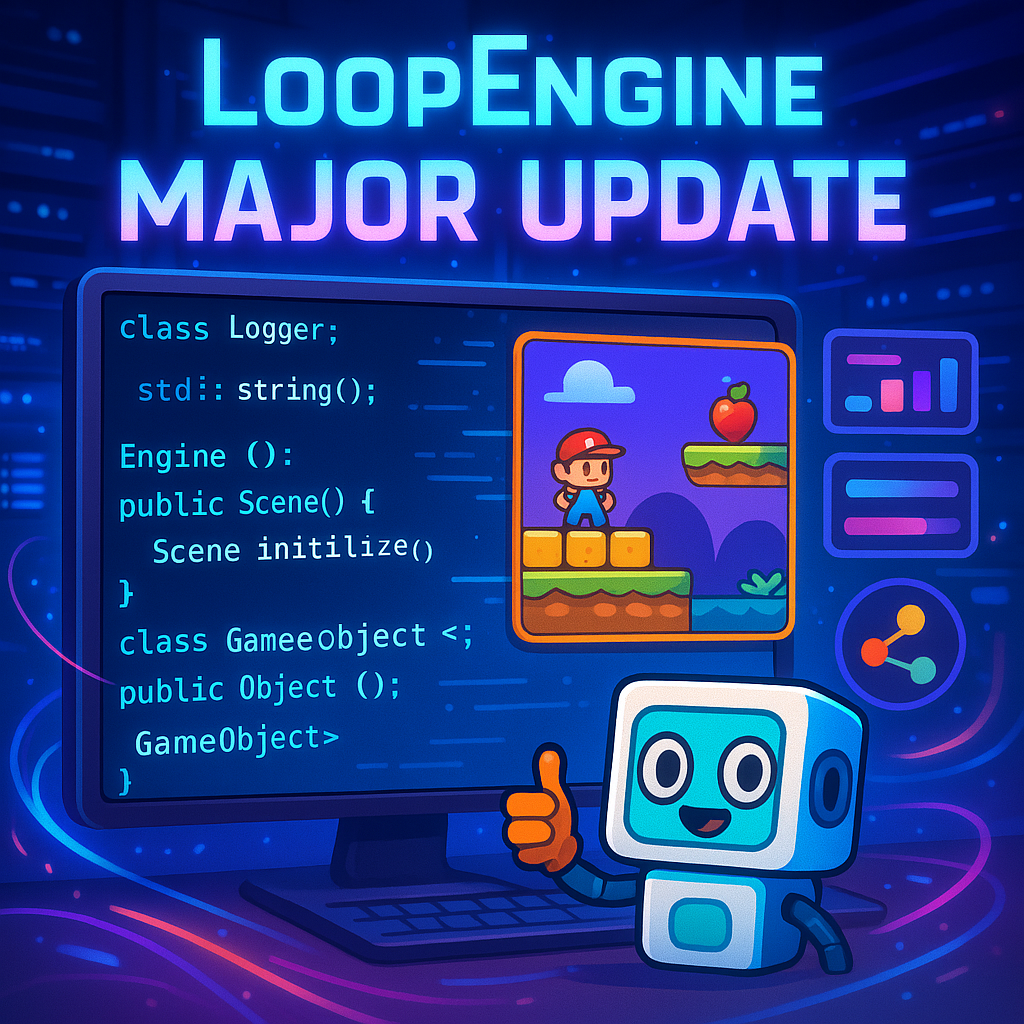 LOOPENGINE
MAJOR UPDATE
class Logger;
std:: string();
Engine ():
public Scene() {
Scene initilize()
}
class Gameeobject <;
public Object ();
GameObject>
}